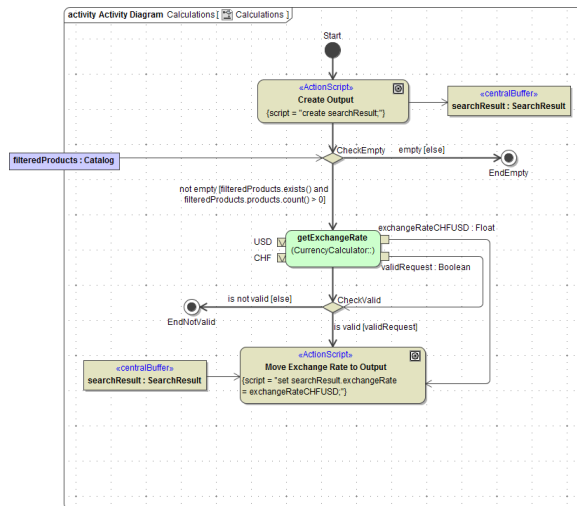 activity Activity Diagram Calculations [ Calculations ]
Start
«ActionScript»
Create Output
{script = "create searchResult;"}
«centralBuffer»
searchResult : SearchResult
CheckEmpty
empty [else]
filteredProducts : Catalog
EndEmpty
not empty [filteredProducts.exists() and
filteredProducts.products.count() > 0]
exchangeRateCHFUSD : Float
getExchangeRate
USD
(CurrencyCalculator::)
CHF
validRequest : Boolean
is not valid [else]
CheckValid
EndNotValid
is valid [validRequest]
«ActionScript»
Move Exchange Rate to Output
«centralBuffer»
searchResult : SearchResult
{script = "set searchResult.exchangeRate
= exchangeRateCHFUSD;"}